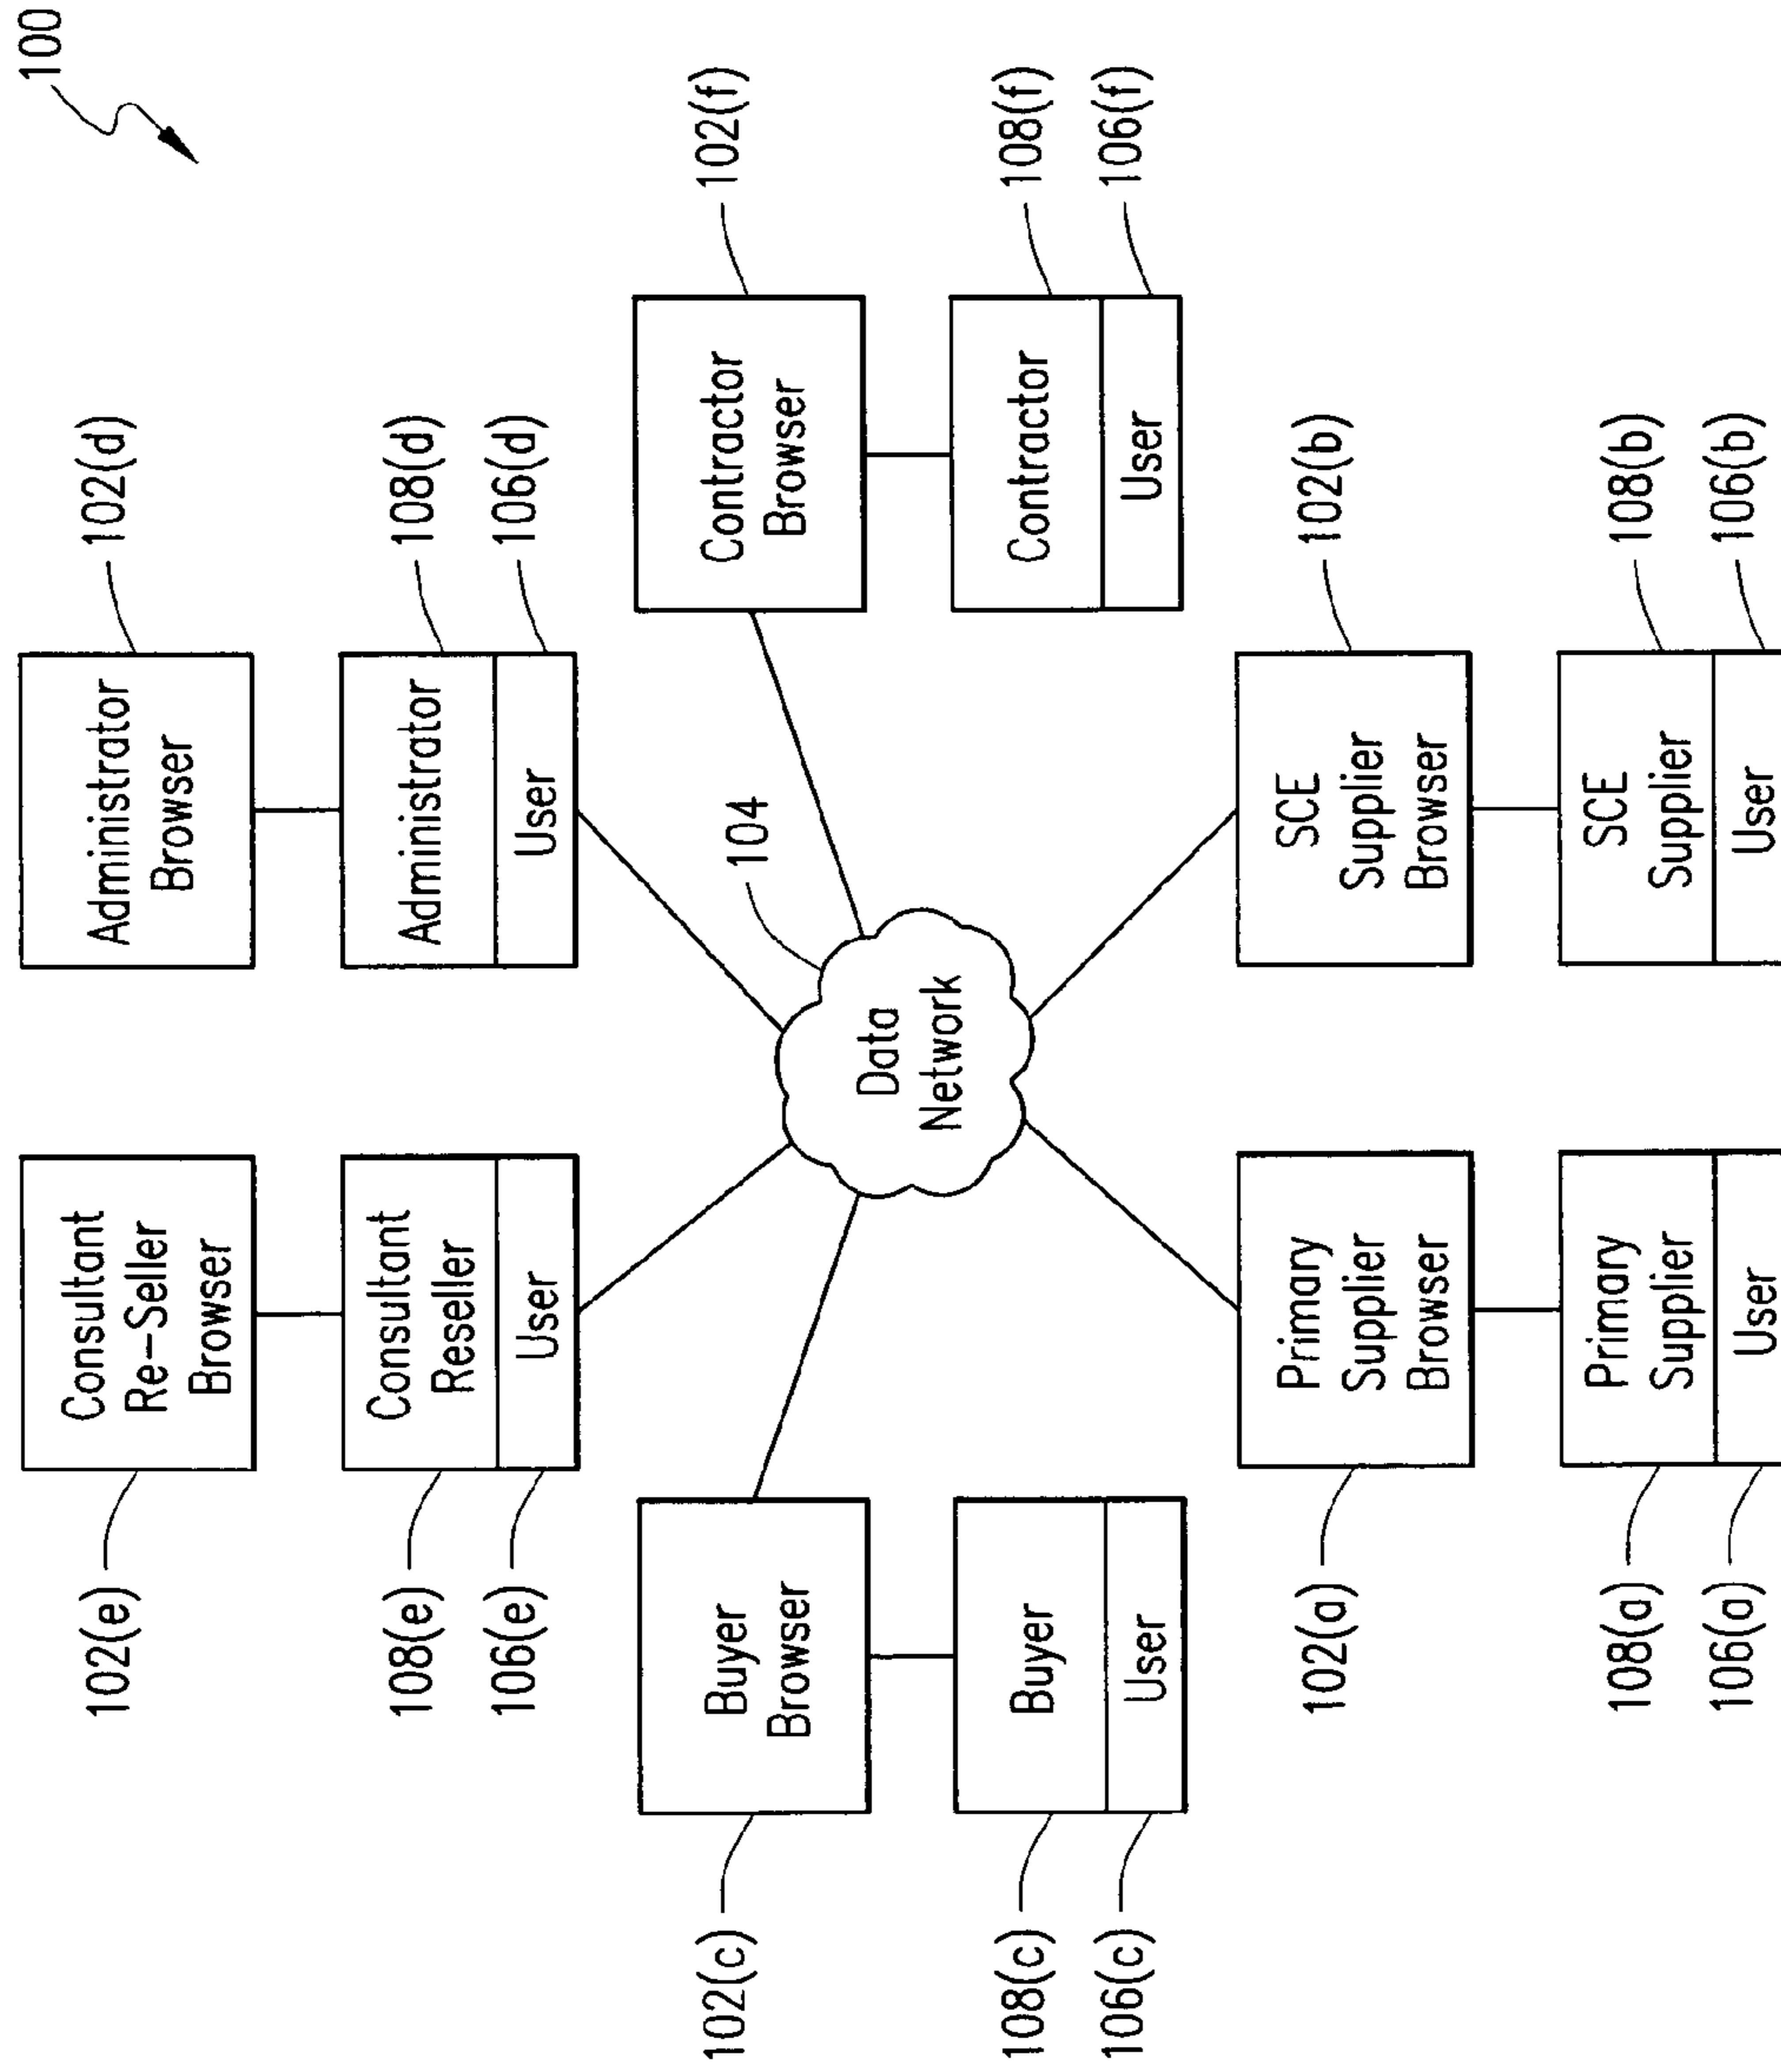 100
102(e)
Consultant
Re-Seller
Browser
Administrator
Browser
102(d)
108(e)
Consultant
Reseller
Administrator
108(d)
106(e)
User
User
106(d)
102(c)
Buyer
Browser
104
Contractor
Browser
102(f)
Data
Network
108(c)
Buyer
Contractor
108(f)
106(c)
User
User
106(f)
102(a)
Primary
Supplier
Browser
SCE
Supplier
Browser
102(b)
108(a)
Primary
Supplier
SCE
Supplier
108(b)
106(a)
User
User
106(b)